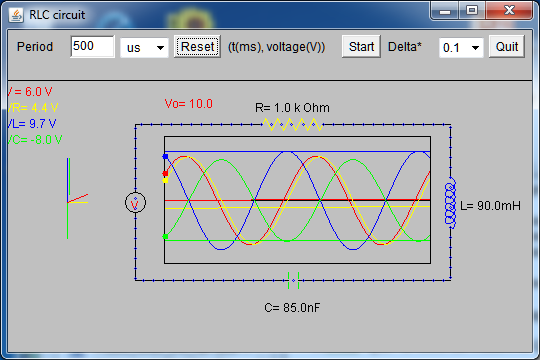 RLC circuit
Period 500 us Reset (t(ms), voltage(V)) Start Delta* 0.1 Quit
V = 6.0 V
VR= 4.4 V
VL= 9.7 V
VC= -8.0 V
Vo= 10.0
R= 1.0 k Ohm
V
L= 90.0mH
C= 85.0nF